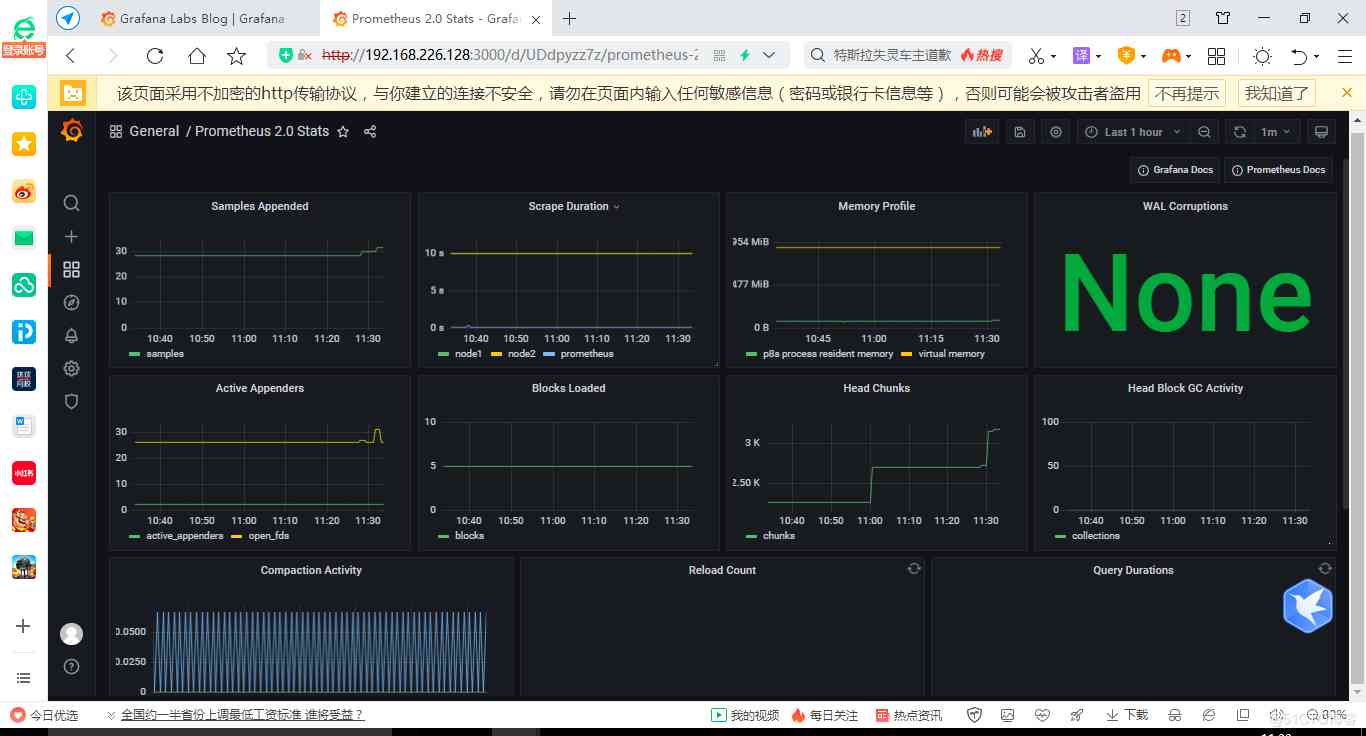 Grafana Labs Blog | Grafana
Prometheus 2.0 Stats - Grafa
2
登录账号
http://192.168.226.128:3000/d/UDdpyzz7z/prometheus-2
特斯拉失灵车主道歉 热搜
译
该页面采用不加密的http传输协议，与你建立的连接不安全，请勿在页面内输入任何敏感信息（密码或银行卡信息等），否则可能会被攻击者盗用 不再提示 我知道了
General / Prometheus 2.0 Stats
Last 1 hour
1m
Grafana Docs
Prometheus Docs
Samples Appended
30
20
10
0
10:40 10:50 11:00 11:10 11:20 11:30
samples
Scrape Duration
10 s
5 s
0 s
10:40 10:50 11:00 11:10 11:20 11:30
node1 node2 prometheus
Memory Profile
954 MiB
477 MiB
0 B
10:45 11:00 11:15 11:30
p8s process resident memory virtual memory
WAL Corruptions
None
Active Appenders
30
20
10
0
10:40 10:50 11:00 11:10 11:20 11:30
active_appenders open_fds
Blocks Loaded
10
5
0
10:40 10:50 11:00 11:10 11:20 11:30
blocks
Head Chunks
3 K
2.50 K
10:40 10:50 11:00 11:10 11:20 11:30
chunks
Head Block GC Activity
100
50
0
10:40 10:50 11:00 11:10 11:20 11:30
collections
Compaction Activity
0.0500
0.0250
0
Reload Count
Query Durations
小红书
今日优选
全国约一半省份上调最低工资标准 谁将受益？
我的视频
每日关注
热点资讯
下载
80%